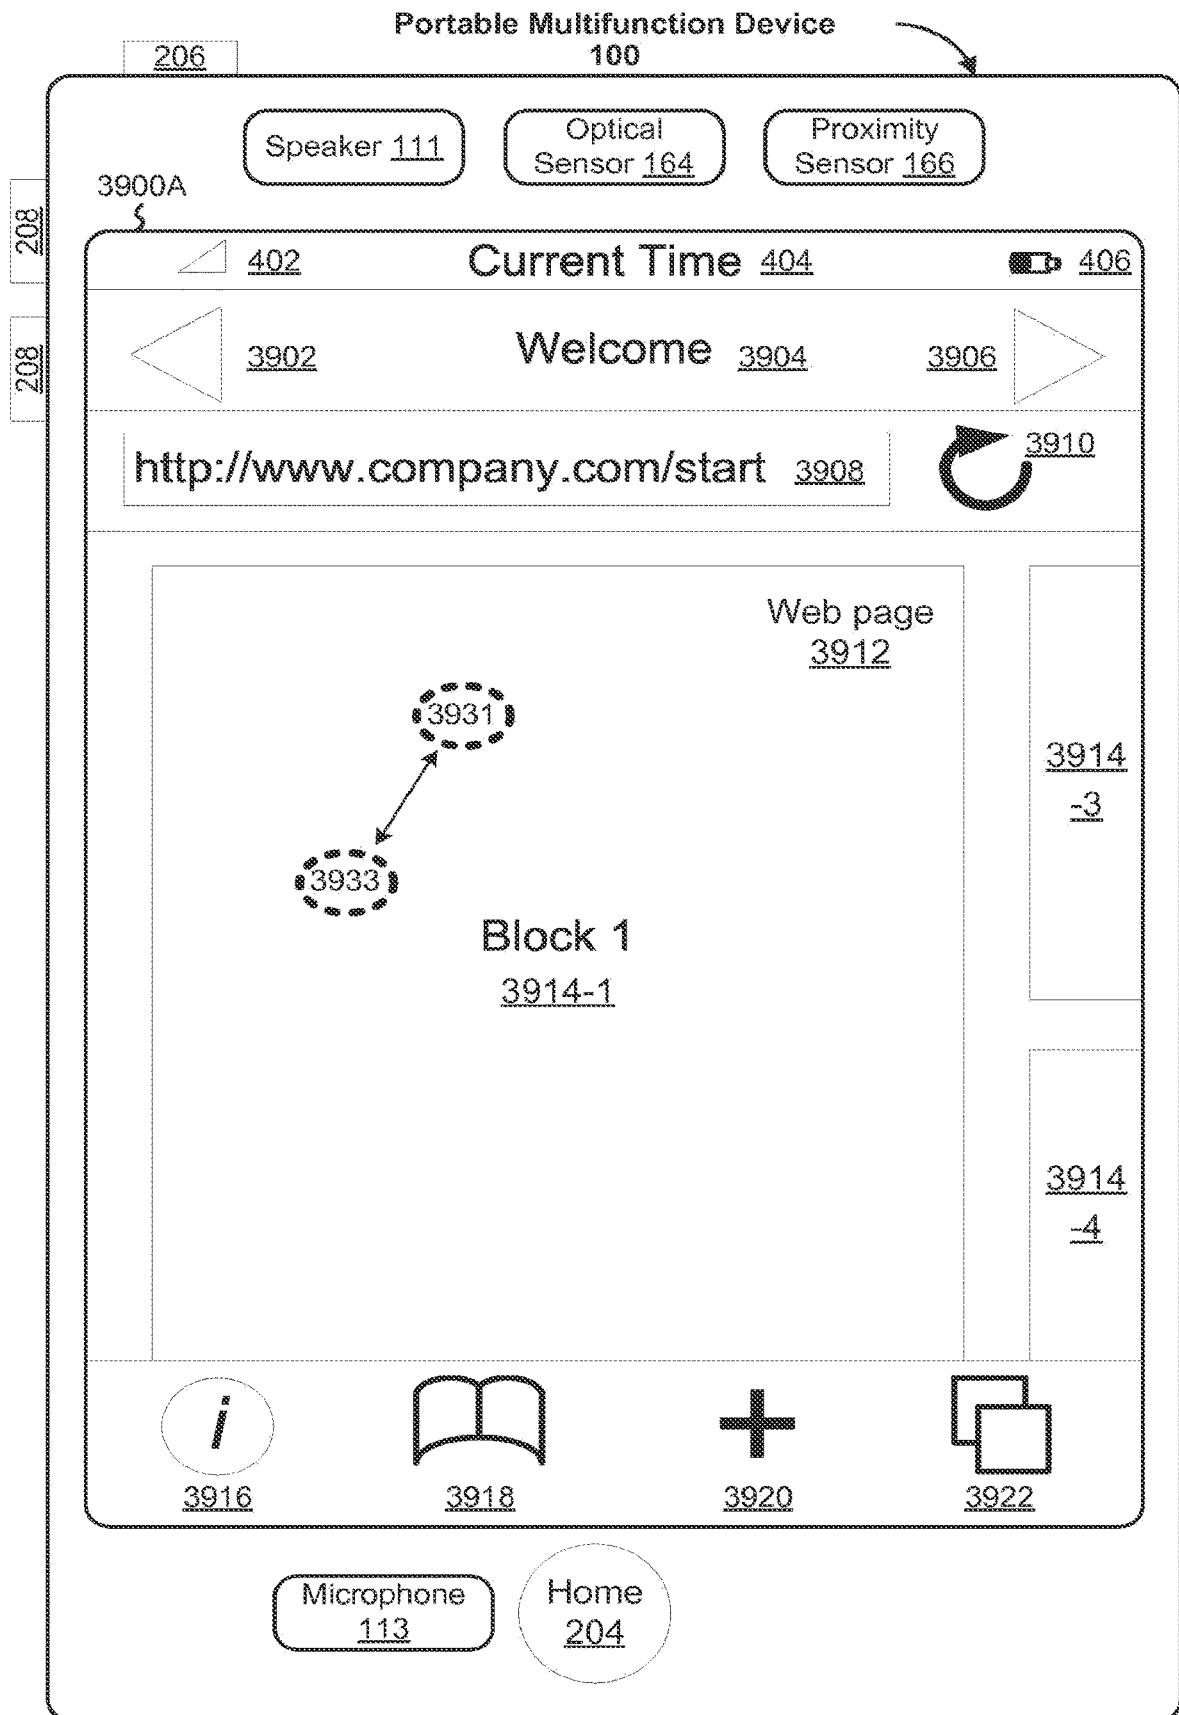 Portable Multifunction Device
100
206
Speaker 111
Optical
Sensor 164
Proximity
Sensor 166
3900A
208
402
Current Time 404
406
208
3902
Welcome 3904
3906
http://www.company.com/start 3908
3910
Web page
3912
3931
3914
-3
3933
Block 1
3914-1
3914
-4
i
3916
3918
3920
3922
Microphone
113
Home
204